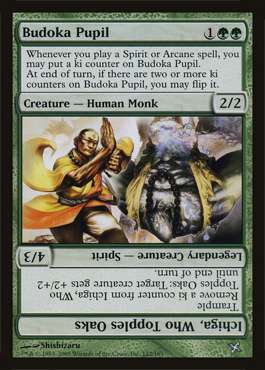 Budoka Pupil 1
Whenever you play a Spirit or Arcane spell, you
may put a ki counter on Budoka Pupil.
At end of turn, if there are two or more ki
counters on Budoka Pupil, you may flip it.
Creature — Human Monk
2/2
4/3
Legendary Creature — Spirit
Trample
Remove a ki counter from Ichiga, Who
Topples Oaks: Target creature gets +2/+2
until end of turn.
Ichiga, Who Topples Oaks
Shishizaru